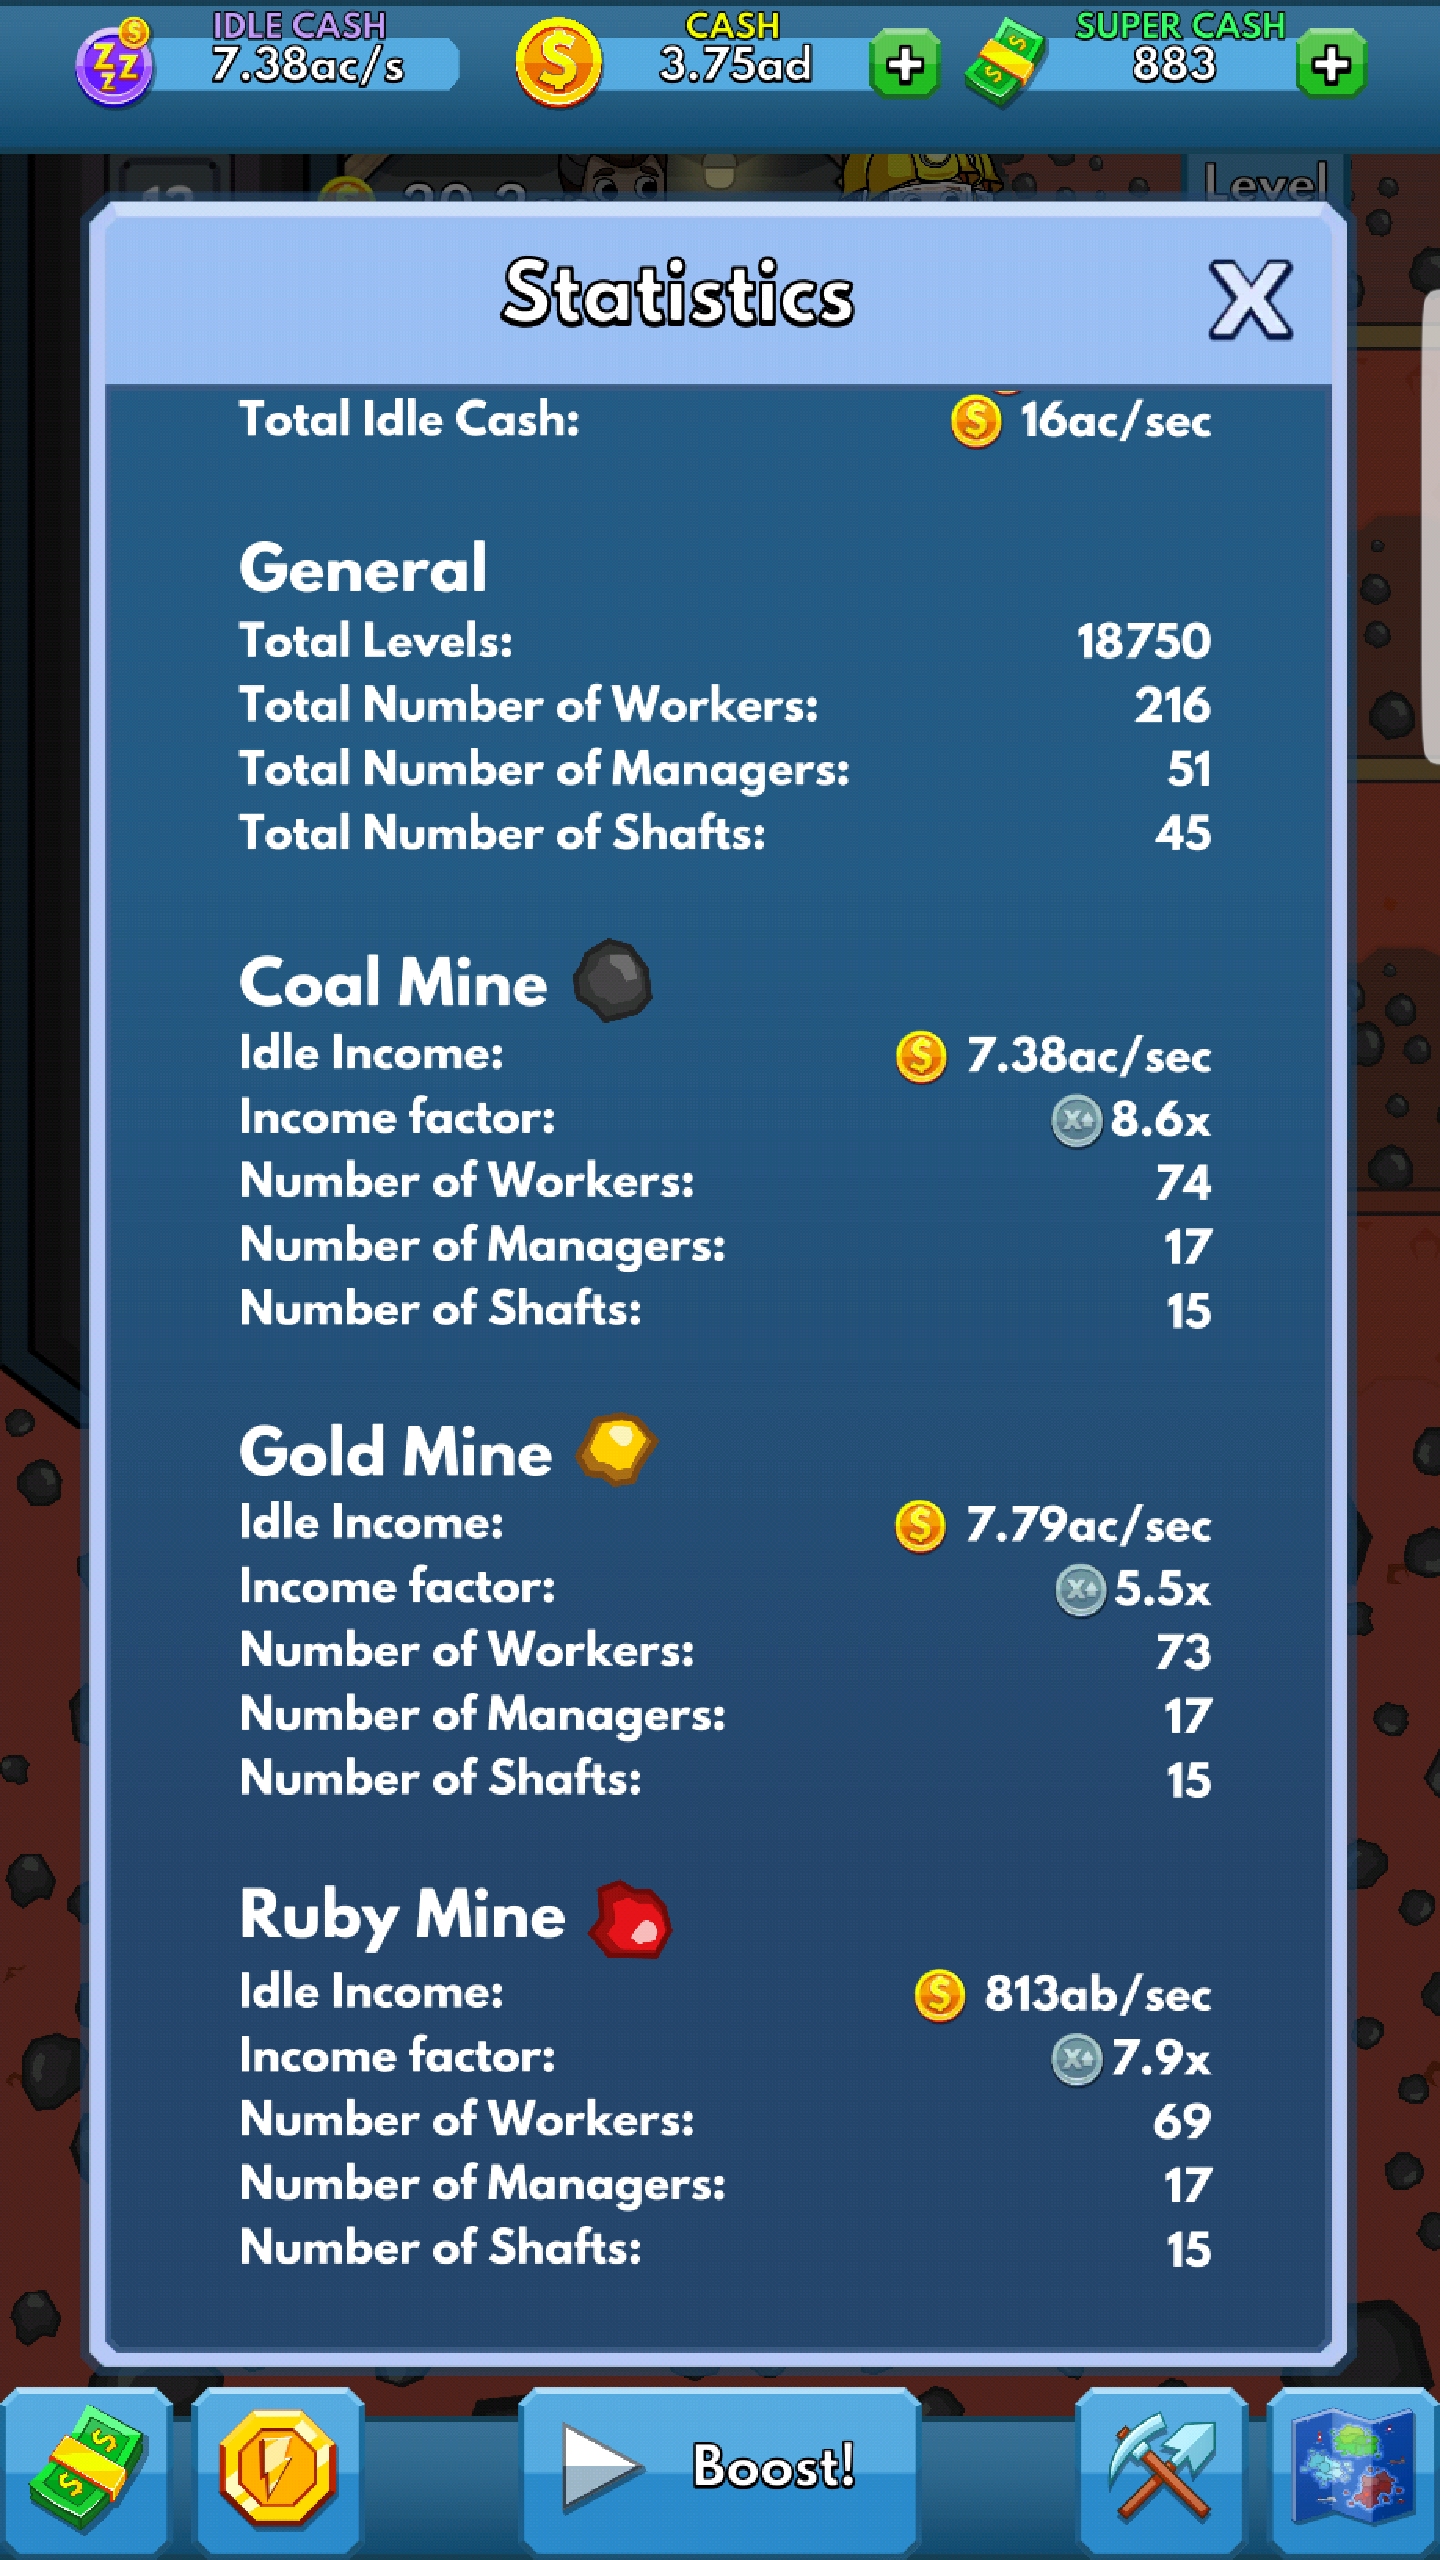 IDLE CASH
7.38ac/s
CASH
3.75ad
SUPER CASH
883
Level
Statistics
X
Total Idle Cash: 16ac/sec
General
Total Levels: 18750
Total Number of Workers: 216
Total Number of Managers: 51
Total Number of Shafts: 45
Coal Mine
Idle Income: 7.38ac/sec
Income factor: 8.6x
Number of Workers: 74
Number of Managers: 17
Number of Shafts: 15
Gold Mine
Idle Income: 7.79ac/sec
Income factor: 5.5x
Number of Workers: 73
Number of Managers: 17
Number of Shafts: 15
Ruby Mine
Idle Income: 813ab/sec
Income factor: 7.9x
Number of Workers: 69
Number of Managers: 17
Number of Shafts: 15
Boost!